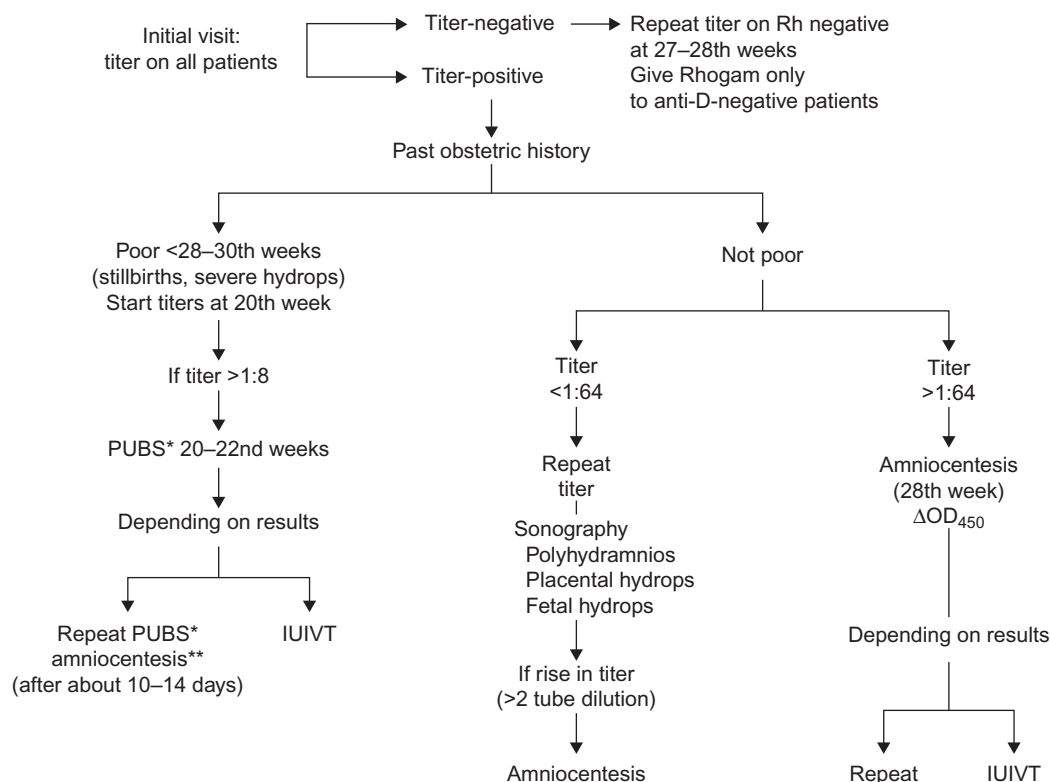 Initial visit:
titer on all patients
Titer-negative
Titer-positive
Repeat titer on Rh negative
at 27–28th weeks
Give Rhogam only
to anti-D-negative patients
Past obstetric history
Poor <28–30th weeks
(stillbirths, severe hydrops)
Start titers at 20th week
If titer >1:8
PUBS* 20–22nd weeks
Depending on results
Repeat PUBS*
amniocentesis**
(after about 10–14 days)
IUIVT
Not poor
Titer
<1:64
Repeat
titer
Sonography
Polyhydramnios
Placental hydrops
Fetal hydrops
If rise in titer
(>2 tube dilution)
Amniocentesis
Titer
>1:64
Amniocentesis
(28th week)
ΔOD450
Depending on results
Repeat
IUIVT